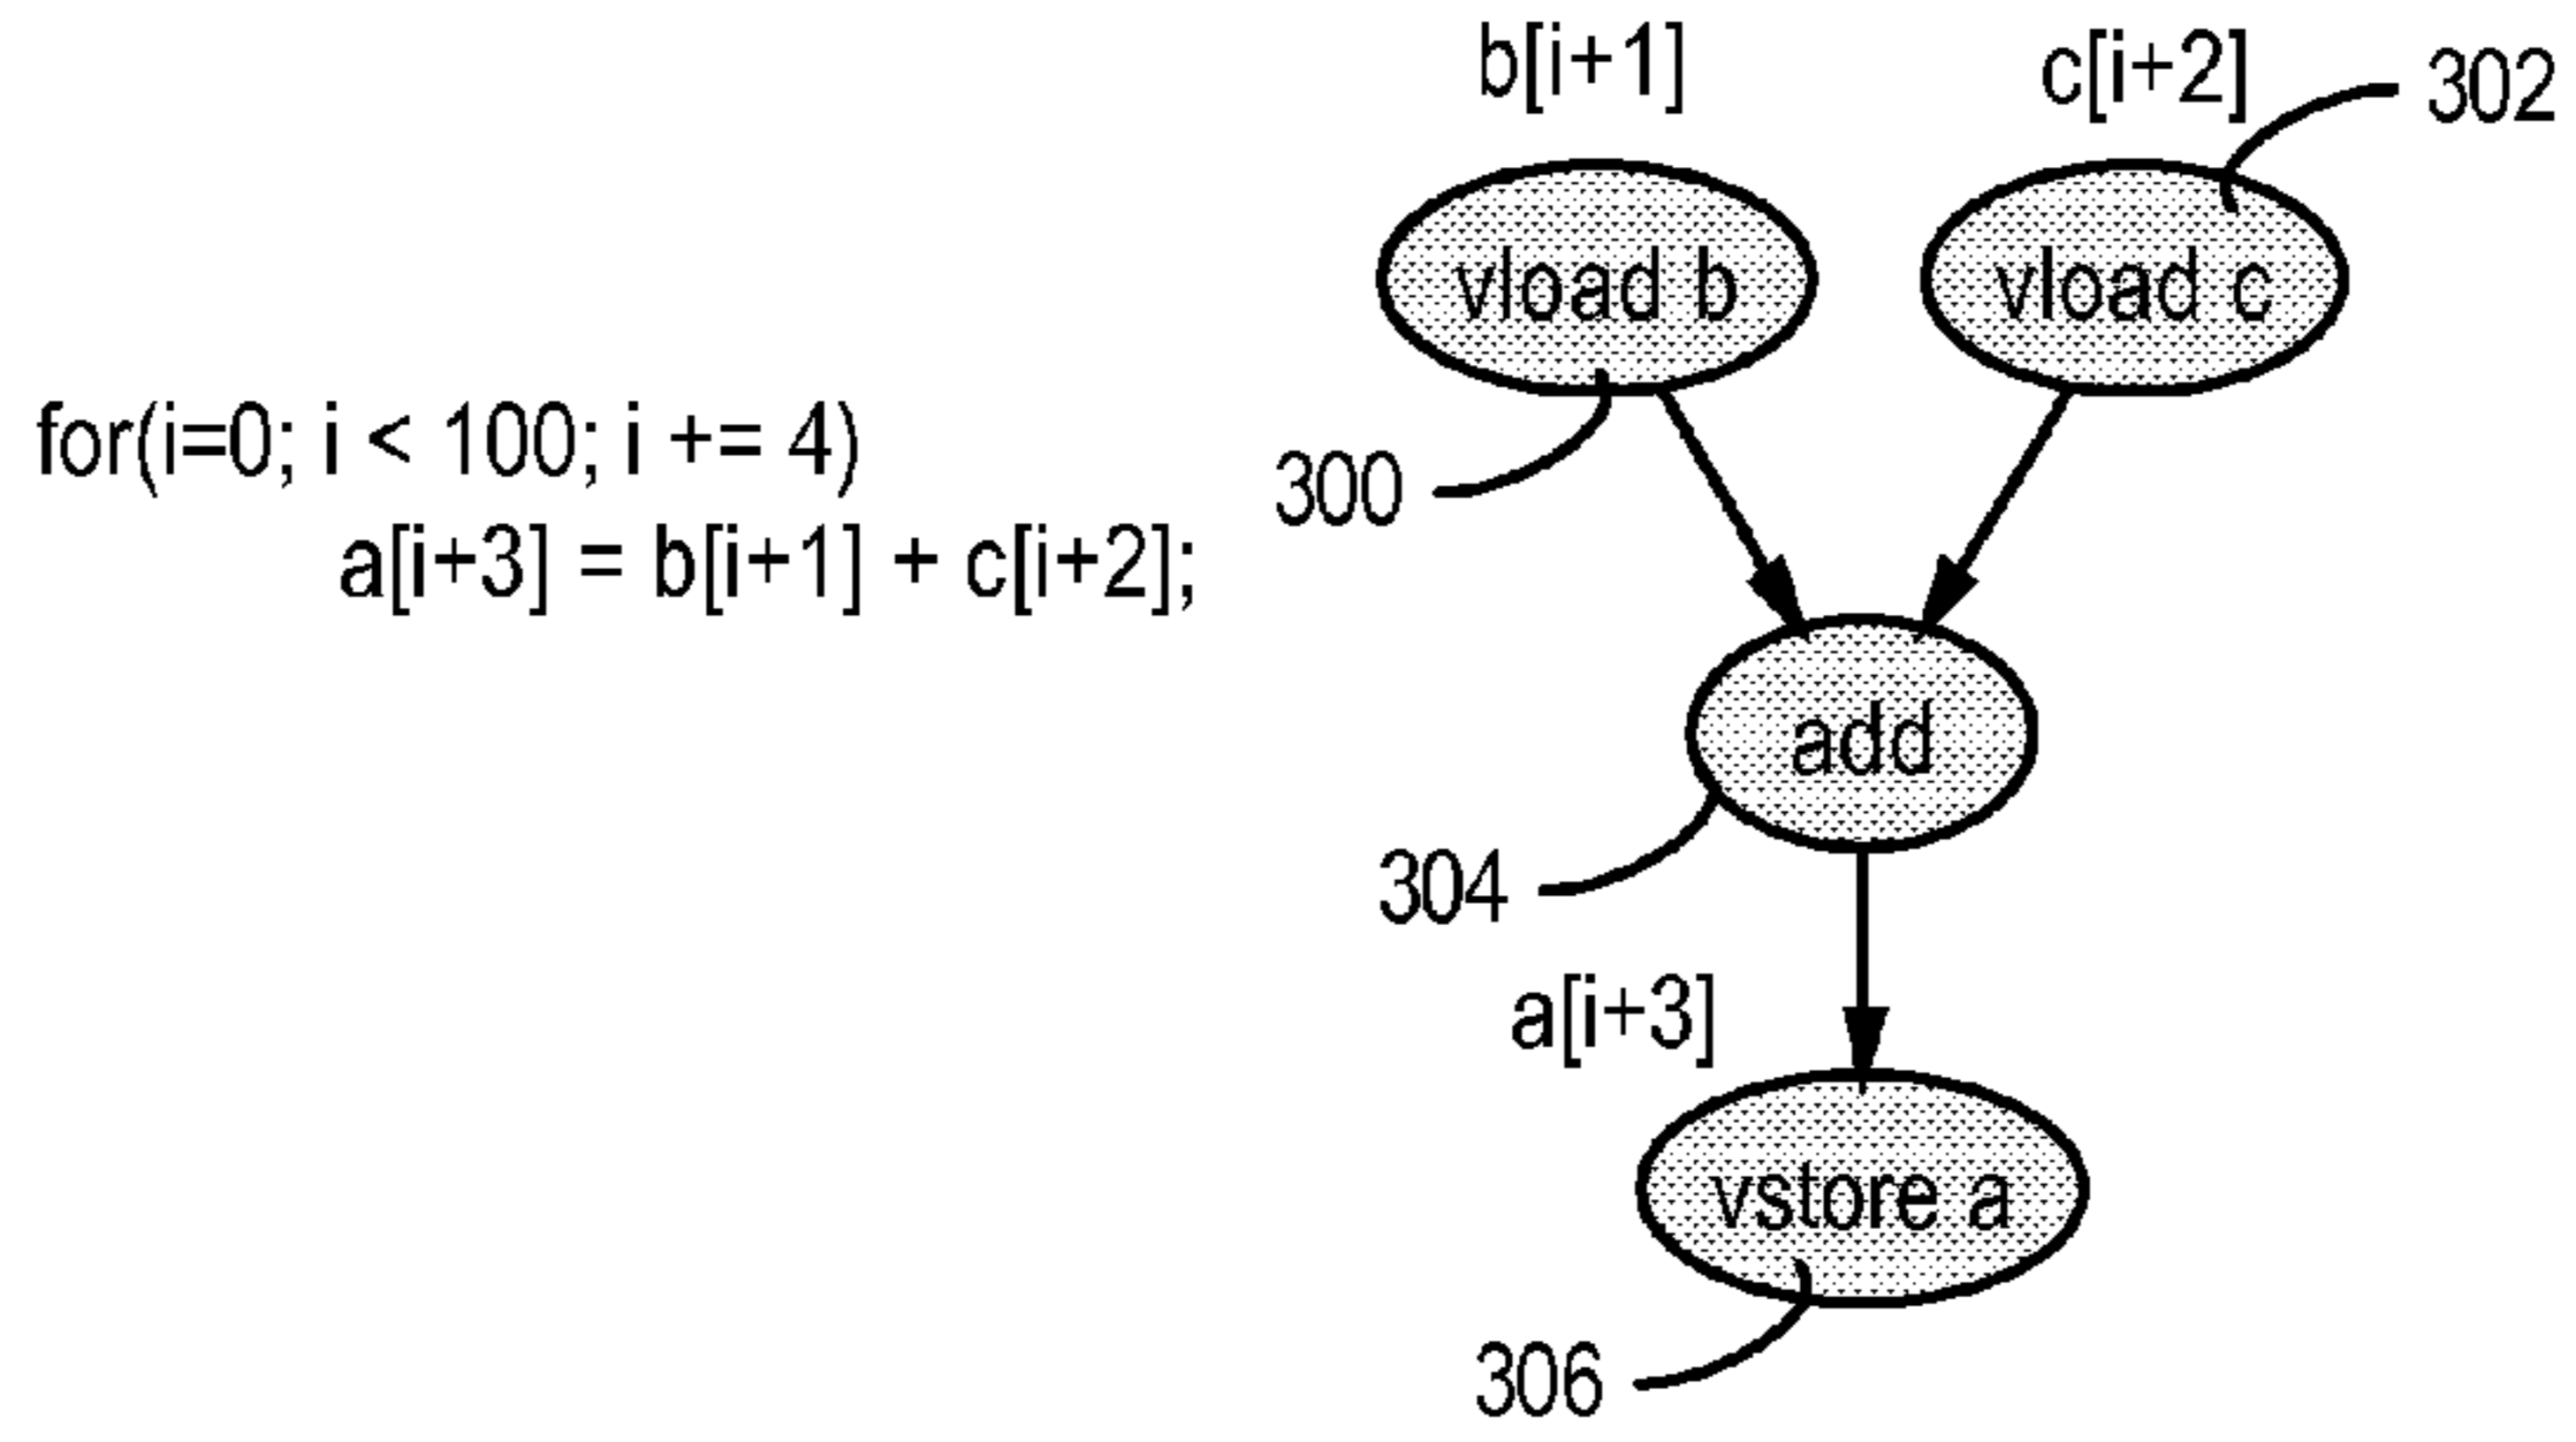 for(i=0; i < 100; i += 4)
a[i+3] = b[i+1] + c[i+2];
b[i+1]
c[i+2]
302
vload b
vload c
300
add
304
a[i+3]
vstore a
306